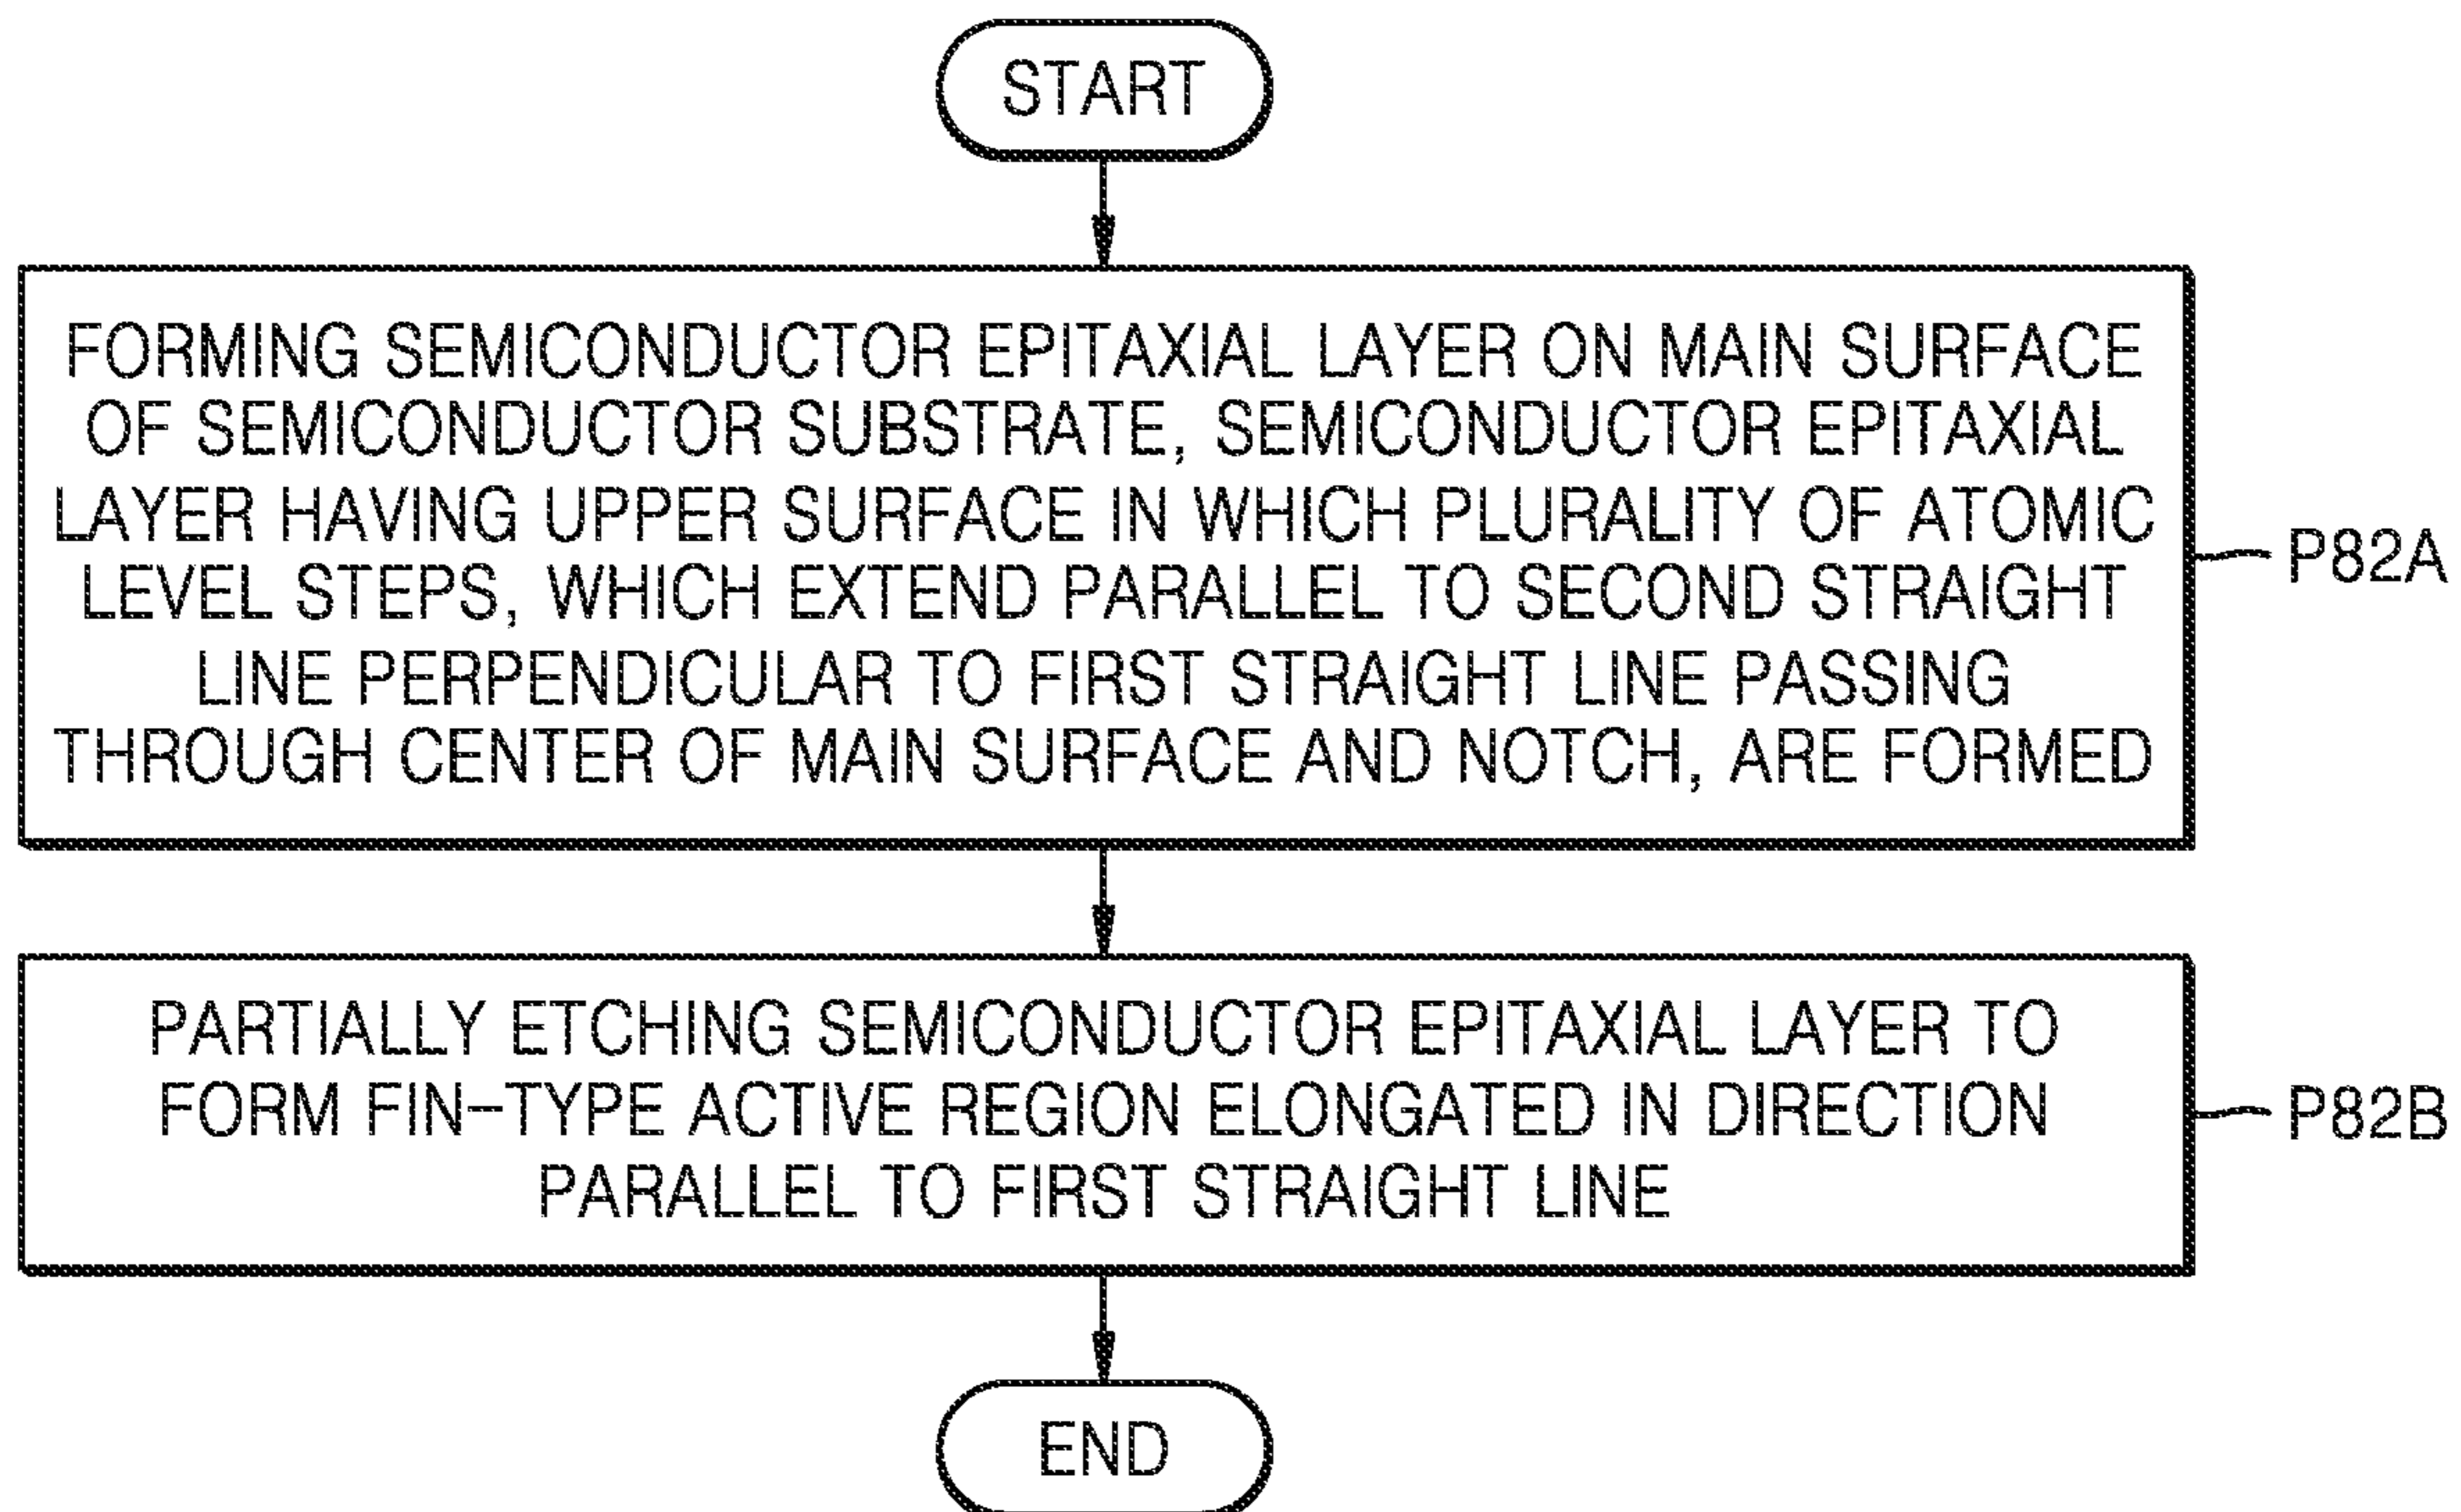 START
FORMING SEMICONDUCTOR EPITAXIAL LAYER ON MAIN SURFACE
OF SEMICONDUCTOR SUBSTRATE, SEMICONDUCTOR EPITAXIAL
LAYER HAVING UPPER SURFACE IN WHICH PLURALITY OF ATOMIC
LEVEL STEPS, WHICH EXTEND PARALLEL TO SECOND STRAIGHT
LINE PERPENDICULAR TO FIRST STRAIGHT LINE PASSING
THROUGH CENTER OF MAIN SURFACE AND NOTCH, ARE FORMED
P82A
PARTIALLY ETCHING SEMICONDUCTOR EPITAXIAL LAYER TO
FORM FIN-TYPE ACTIVE REGION ELONGATED IN DIRECTION
PARALLEL TO FIRST STRAIGHT LINE
P82B
END